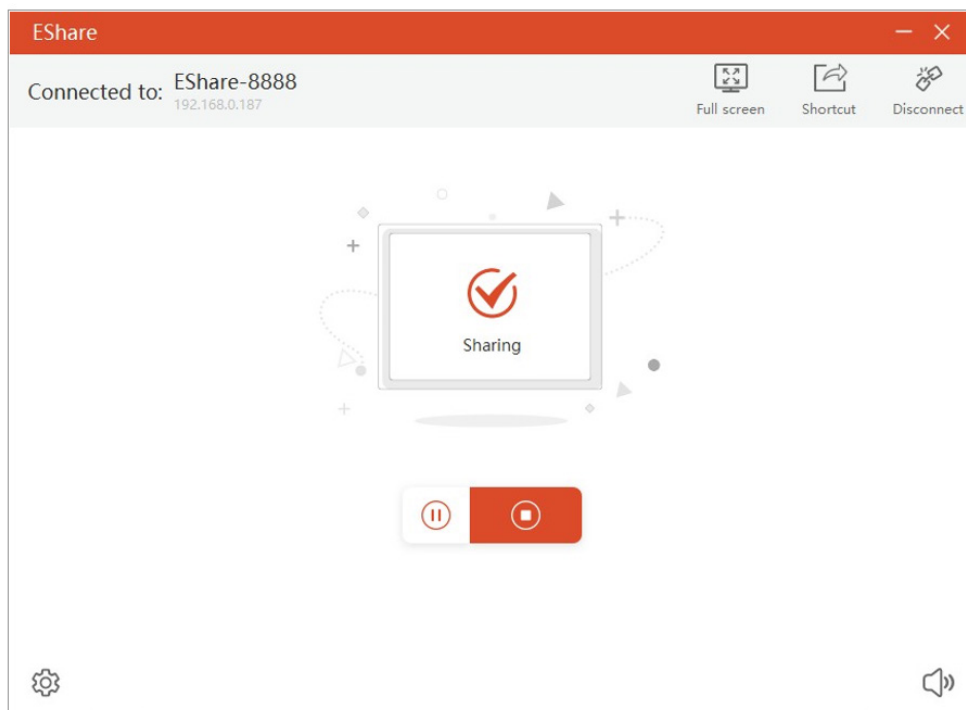 EShare
Connected to: EShare-8888
192.168.0.187
Full screen
Shortcut
Disconnect
Sharing